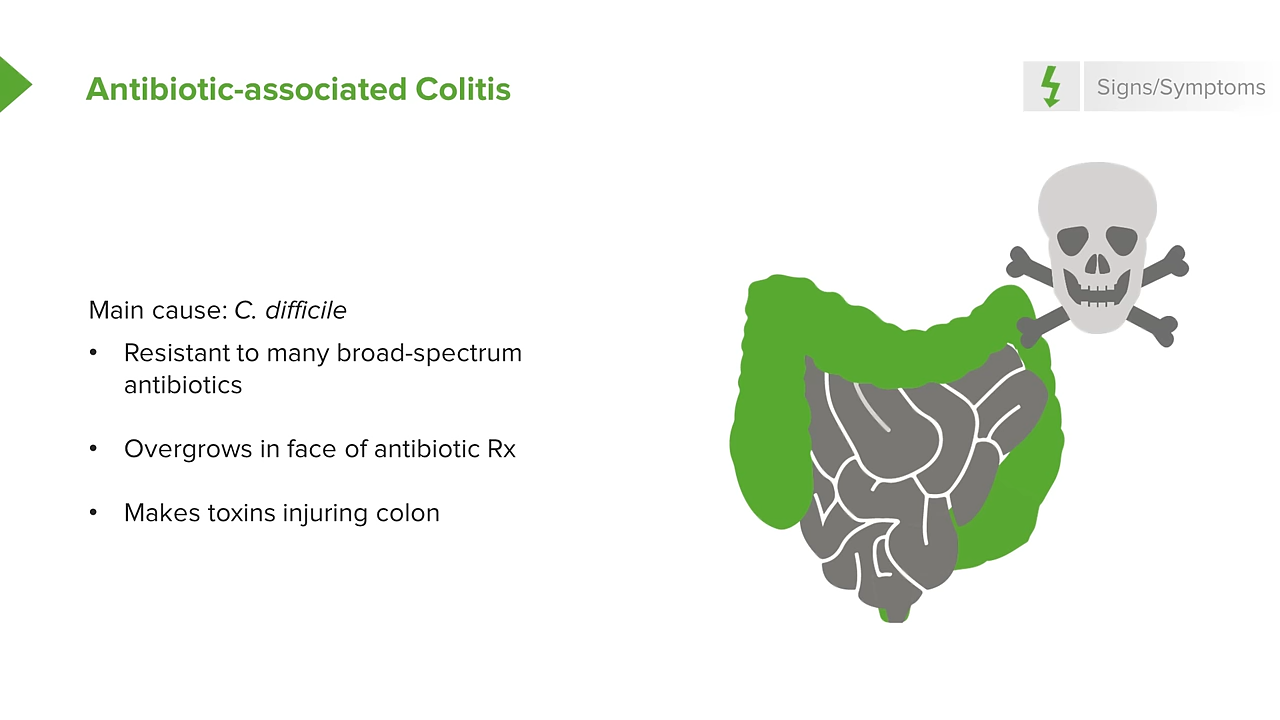 Antibiotic-associated Colitis
Signs/Symptoms
Main cause: C. difficile
• Resistant to many broad-spectrum
antibiotics
• Overgrows in face of antibiotic Rx
• Makes toxins injuring colon